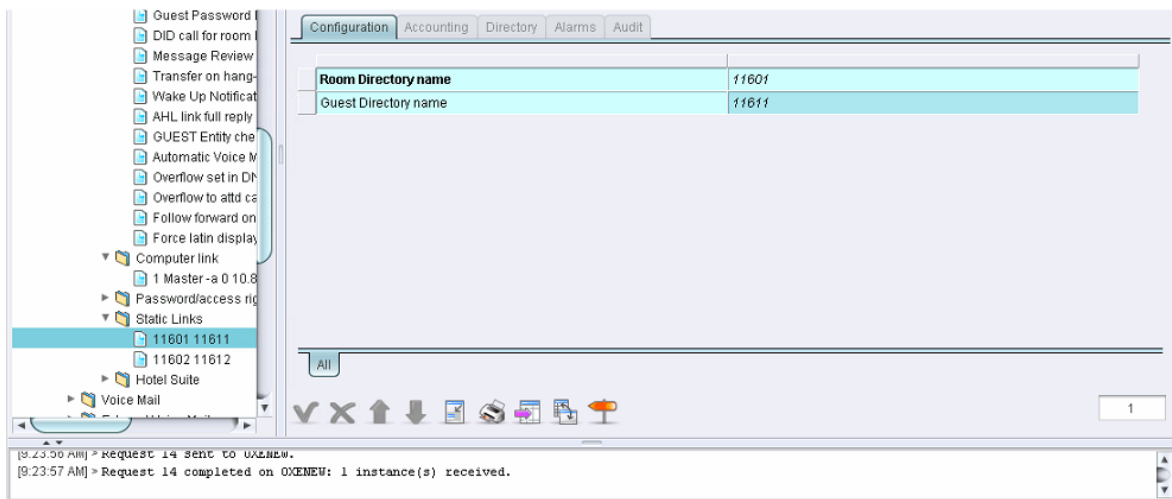 Guest Password
DID call for room
Message Review
Transfer on hang-
Wake Up Notificat
AHL link full reply
GUEST Entity che
Automatic Voice M
Overflow set in DN
Overflow to attd ca
Follow forward on
Force latin display
Computer link
1 Master -a 0 10.8
Password/access rig
Static Links
11601 11611
11602 11612
Hotel Suite
Voice Mail
Configuration Accounting Directory Alarms Audit
Room Directory name 11601
Guest Directory name 11611
All
1
[9:23:56 AM] > Request 14 sent to OXENEW.
[9:23:57 AM] > Request 14 completed on OXENEW: 1 instance(s) received.